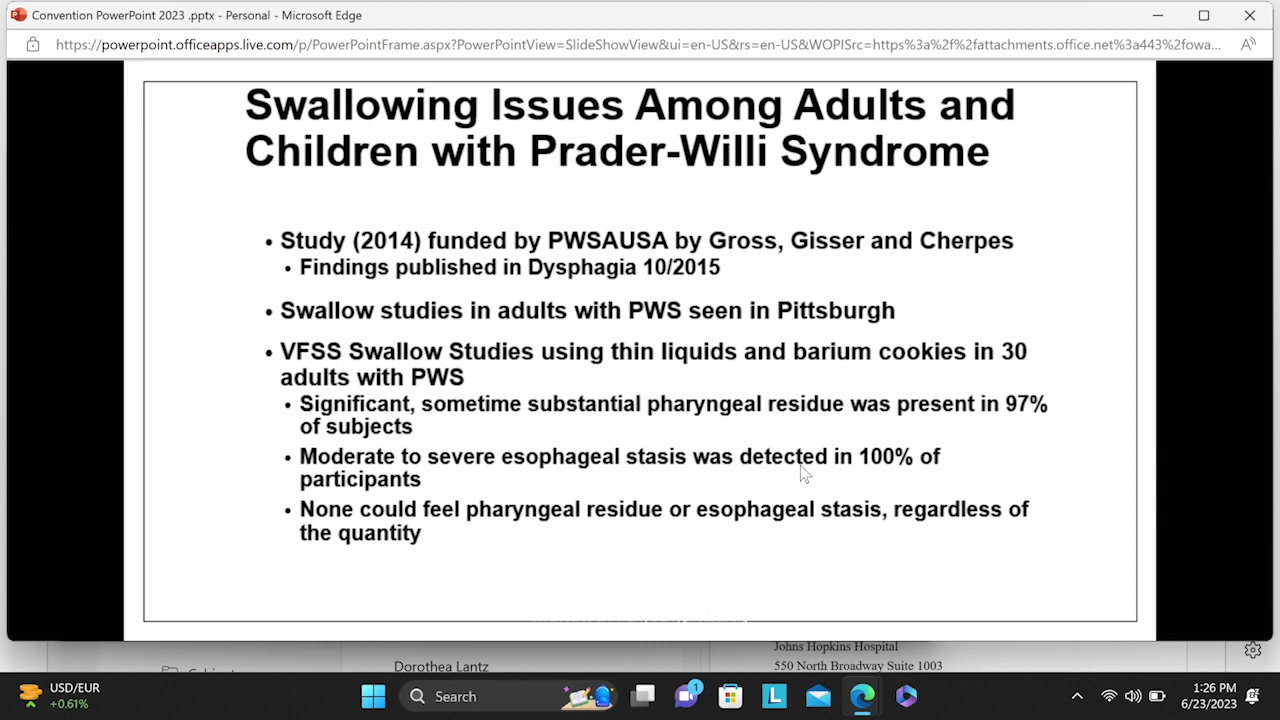 Convention PowerPoint 2023 .pptx - Personal - Microsoft Edge
https://powerpoint.officeapps.live.com/p/PowerPointFrame.aspx?PowerPointView=SlideShowView&ui=en-US&rs=en-US&WOPISrc=https%3a%2f%2fattachments.office.net%3a443%2fowa...
Swallowing Issues Among Adults and
Children with Prader-Willi Syndrome
• Study (2014) funded by PWSAUSA by Gross, Gisser and Cherpes
• Findings published in Dysphagia 10/2015
• Swallow studies in adults with PWS seen in Pittsburgh
• VFSS Swallow Studies using thin liquids and barium cookies in 30
adults with PWS
• Significant, sometime substantial pharyngeal residue was present in 97%
of subjects
• Moderate to severe esophageal stasis was detected in 100% of
participants
• None could feel pharyngeal residue or esophageal stasis, regardless of
the quantity
Johns Hopkins Hospital
Dorothea Lantz
550 North Broadway Suite 1003
USD/EUR
+0.61%
Search
1
L
1:26 PM
6/23/2023